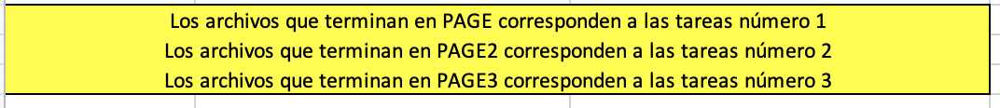 Los archivos que terminan en PAGE corresponden a las tareas número 1
Los archivos que terminan en PAGE2 corresponden a las tareas número 2
Los archivos que terminan en PAGE3 corresponden a las tareas número 3